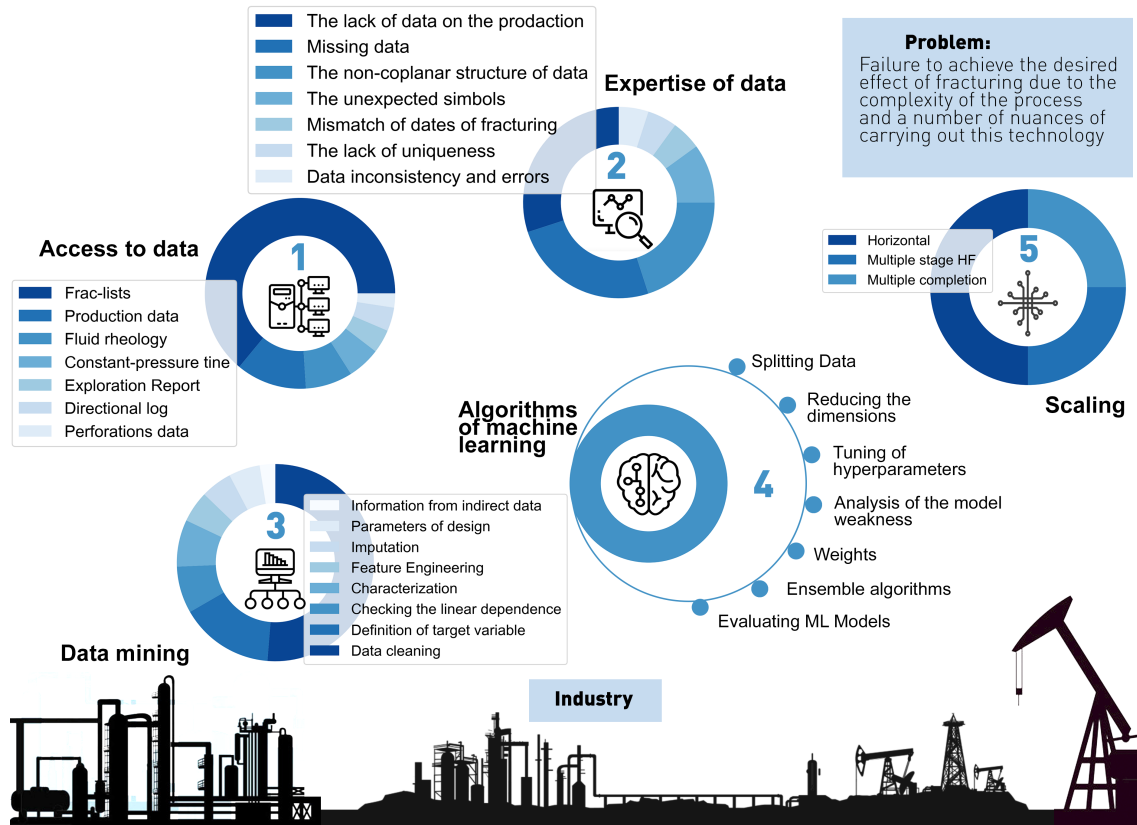 The lack of data on the production
Missing data
The non-coplanar structure of data
The unexpected simbols
Mismatch of dates of fracturing
The lack of uniqueness
Data inconsistency and errors
Expertise of data
2
Problem:
Failure to achieve the desired
effect of fracturing due to the
complexity of the process
and a number of nuances of
carrying out this technology
Access to data
1
Frac-lists
Production data
Fluid rheology
Constant-pressure tine
Exploration Report
Directional log
Perforations data
5
Horizontal
Multiple stage HF
Multiple completion
Scaling
Algorithms
of machine
learning
4
Splitting Data
Reducing the
dimensions
Tuning of
hyperparameters
Analysis of the model
weakness
Weights
Ensemble algorithms
Evaluating ML Models
3
Information from indirect data
Parameters of design
Imputation
Feature Engineering
Characterization
Checking the linear dependence
Definition of target variable
Data cleaning
Data mining
Industry